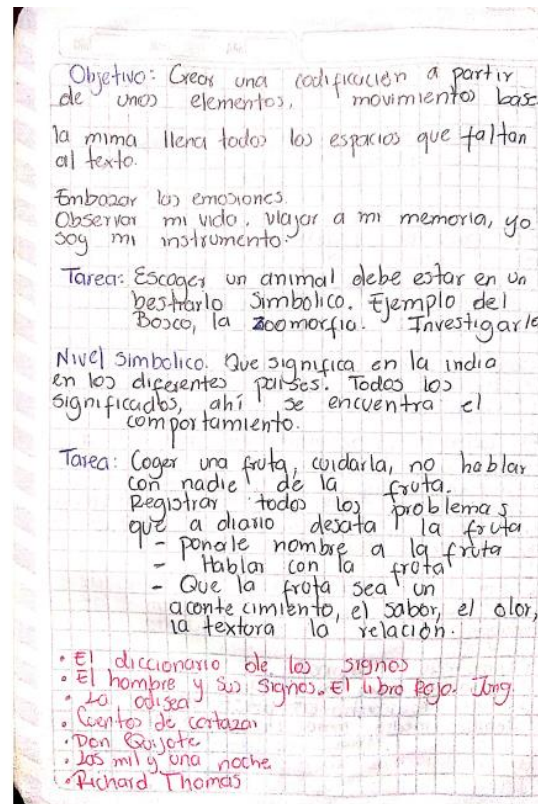 Objetivo: Crear una codificación a partir
de unos elementos, movimientos base
la mima llena todos los espacios que faltan
al texto.
Embozar las emosiones.
Observar mi vida, viajar a mi memoria, yo
soy mi instrumento.
Tarea: Escoger un animal debe estar en un
bestiario simbolico. Ejemplo del
Bosco, la zoomorfia. Investigarlo
Nivel simbolico. Que significa en la india
en los diferentes paises. Todos los
significados, ahí se encuentra el
comportamiento.
Tarea: Coger una fruta, cuidarla, no hablar
con nadie de la fruta.
Registrar todos los problemas
que a diario desata la fruta
- ponerle nombre a la fruta
- Hablar con la fruta
- Que la fruta sea un
acontecimiento, el sabor, el olor,
la textura la relación.
• El diccionario de los signos
• El hombre y sus signos. El libro Rojo. Jung
• La odisea
• Cuentos de cortazar
• Don Quijote
• Las mil y una noche
• Richard Thomas